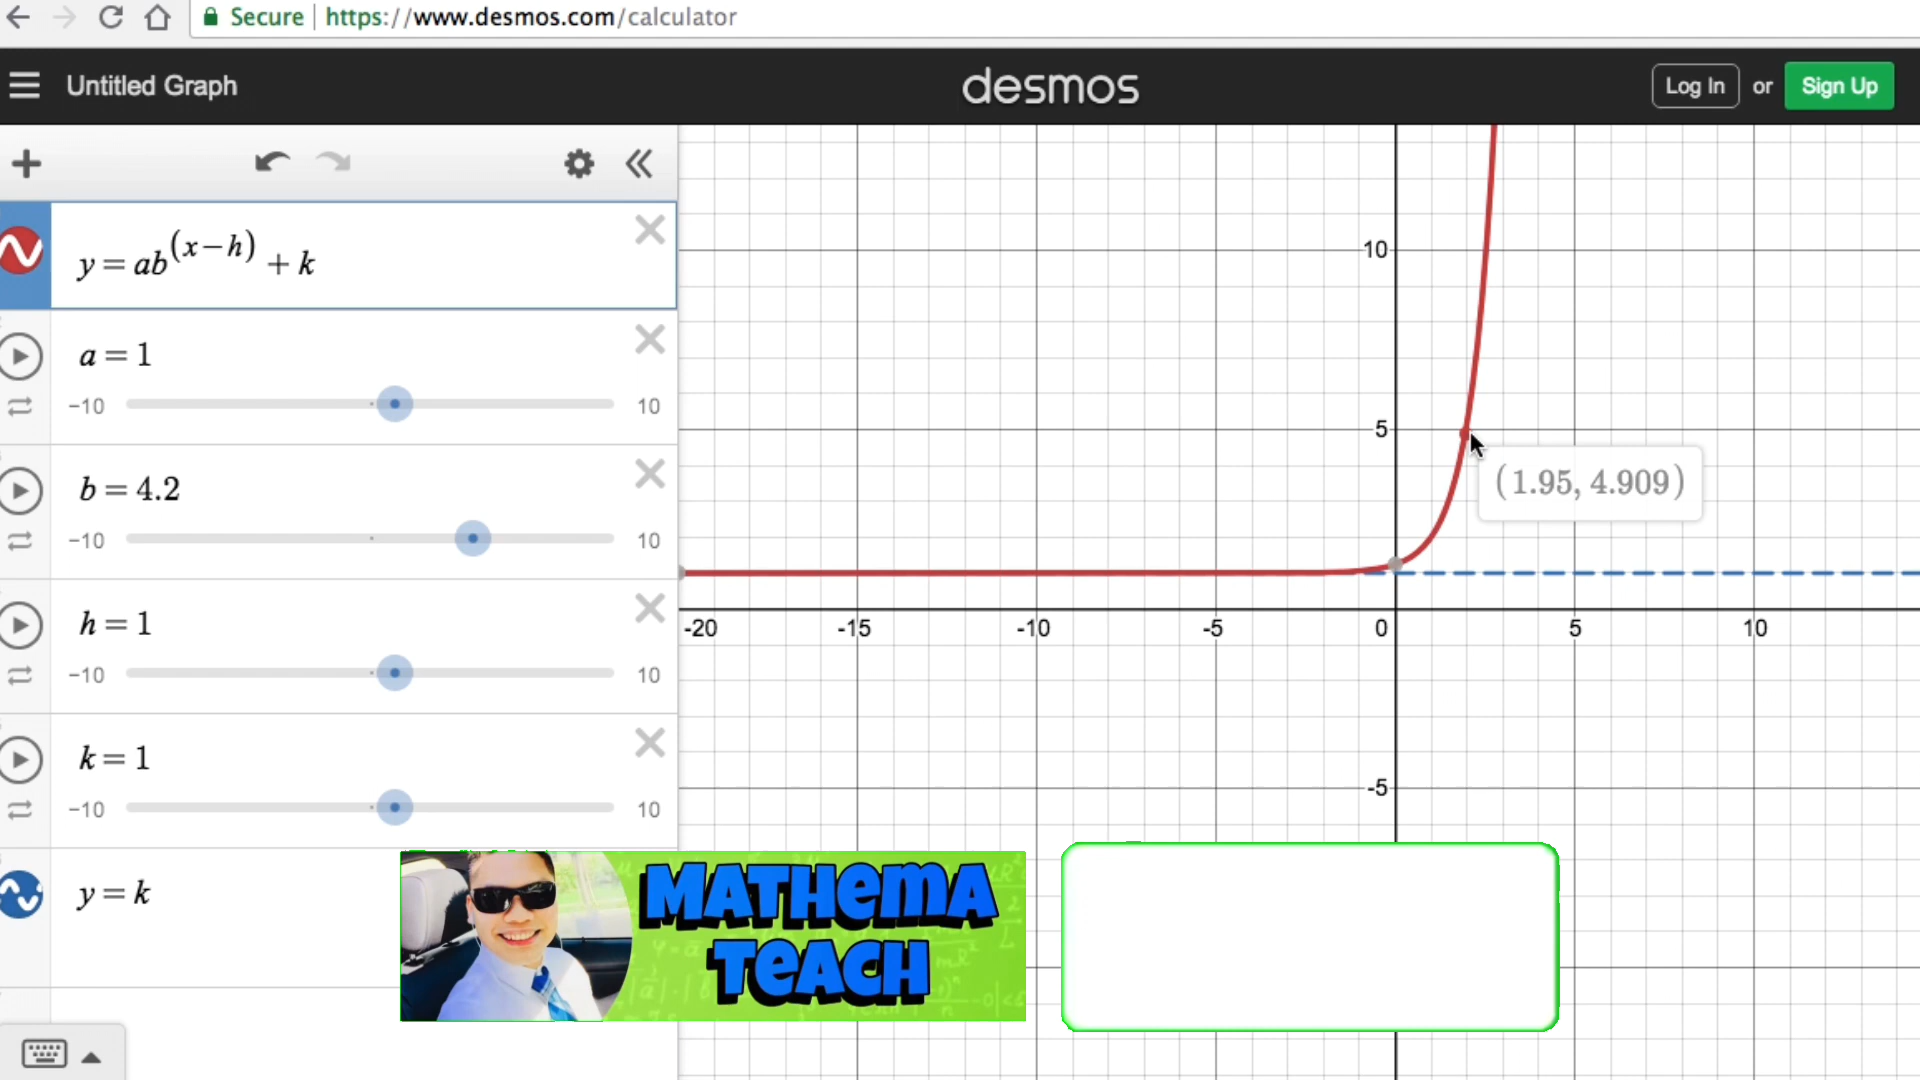 Secure https://www.desmos.com/calculator
Untitled Graph
desmos
Log In or Sign Up
y = ab^(x−h) + k
a = 1
−10 10
b = 4.2
−10 10
h = 1
−10 10
k = 1
−10 10
y = k
10
5
(1.95, 4.909)
-20 -15 -10 -5 0 5 10
-5
MATHEMA
TEACH